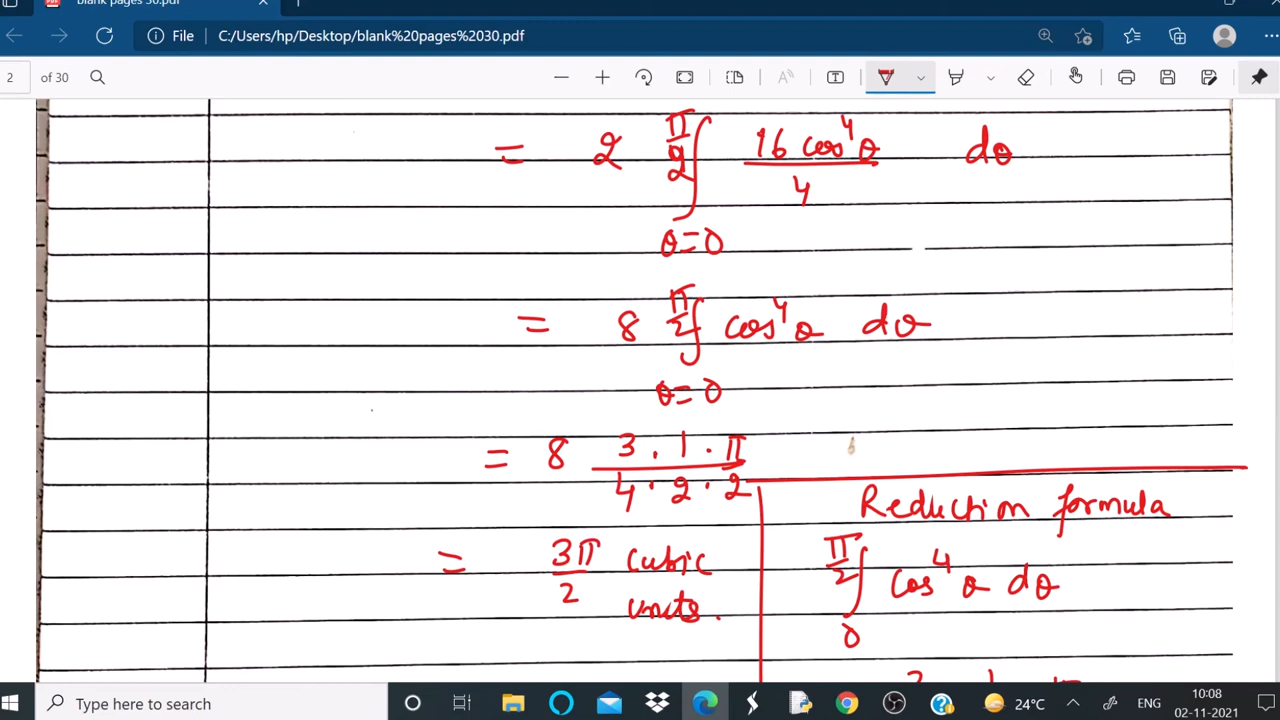 blank pages 30.pdf
File C:/Users/hp/Desktop/blank%20pages%2030.pdf
2 of 30
= 2 ∫_{θ=0}^{π/2} 16 cos⁴θ / 4 dθ
= 8 ∫_{θ=0}^{π/2} cos⁴θ dθ
= 8 3 . 1 . π / 4 . 2 . 2
= 3π/2 cubic units.
Reduction formula
∫_0^{π/2} cos⁴θ dθ
Type here to search
24°C ENG 10:08 02-11-2021